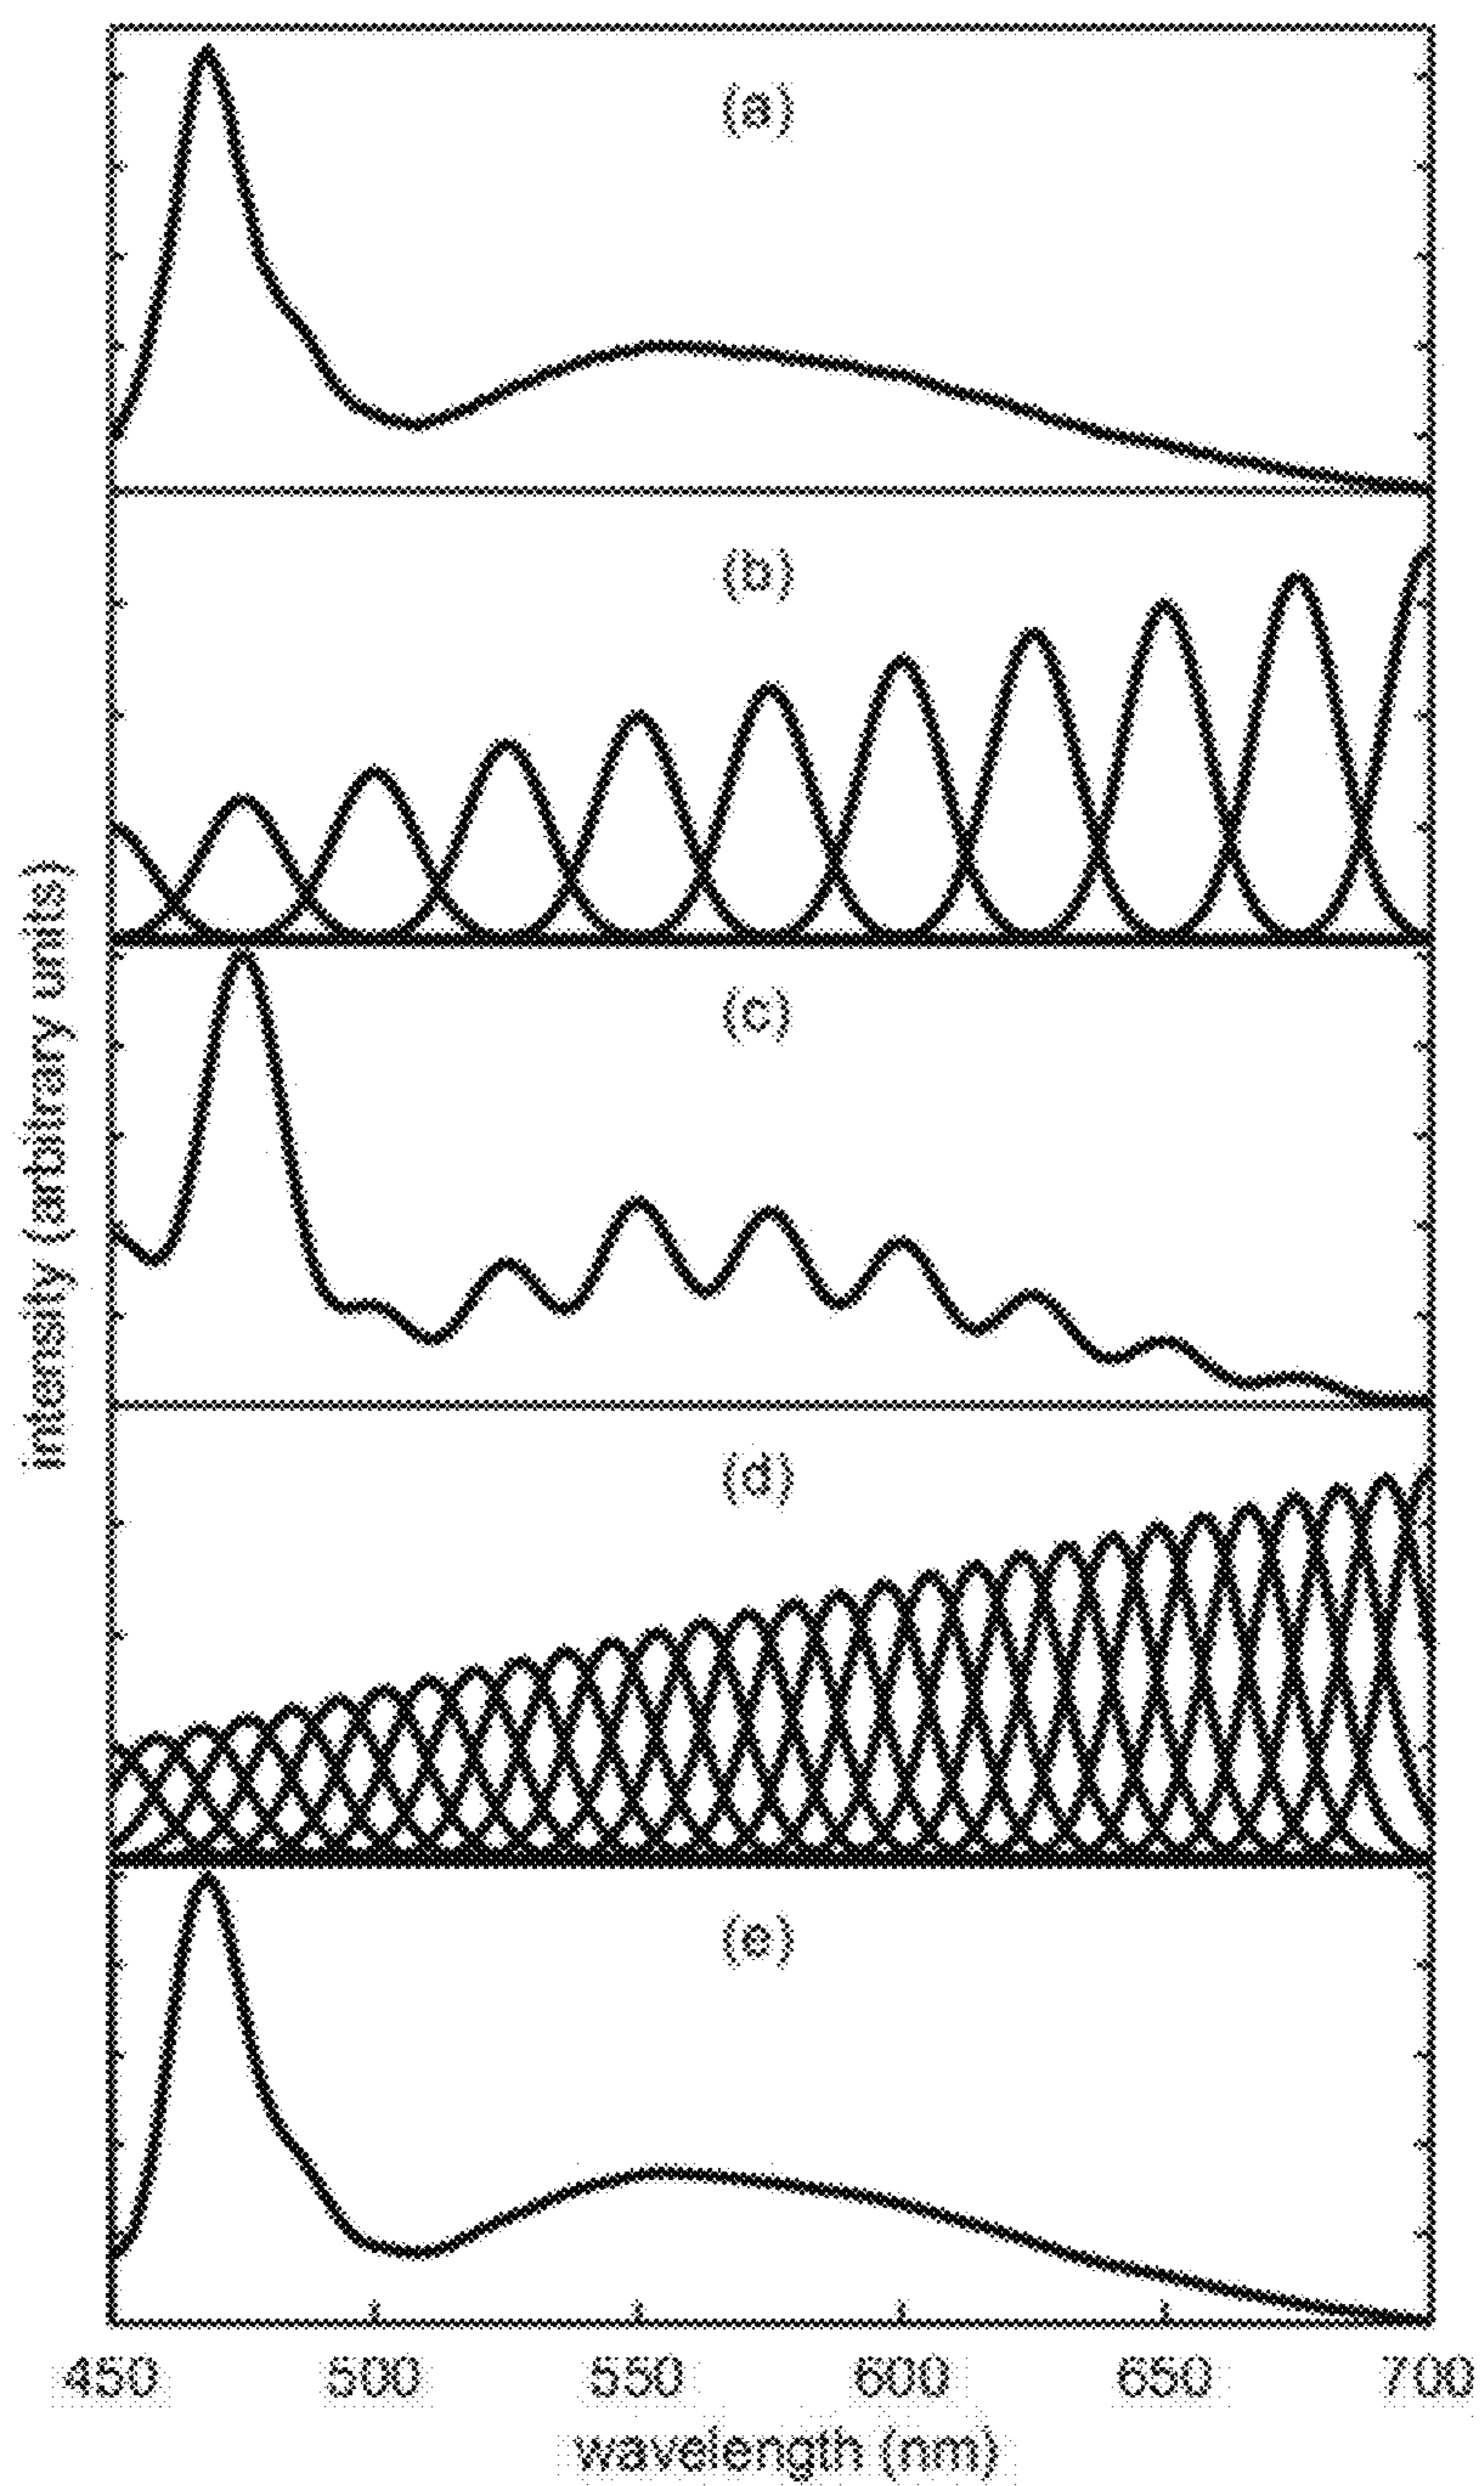 (a)
(b)
(c)
(d)
(e)
intensity (arbitrary units)
450 500 550 600 650 700
wavelength (nm)